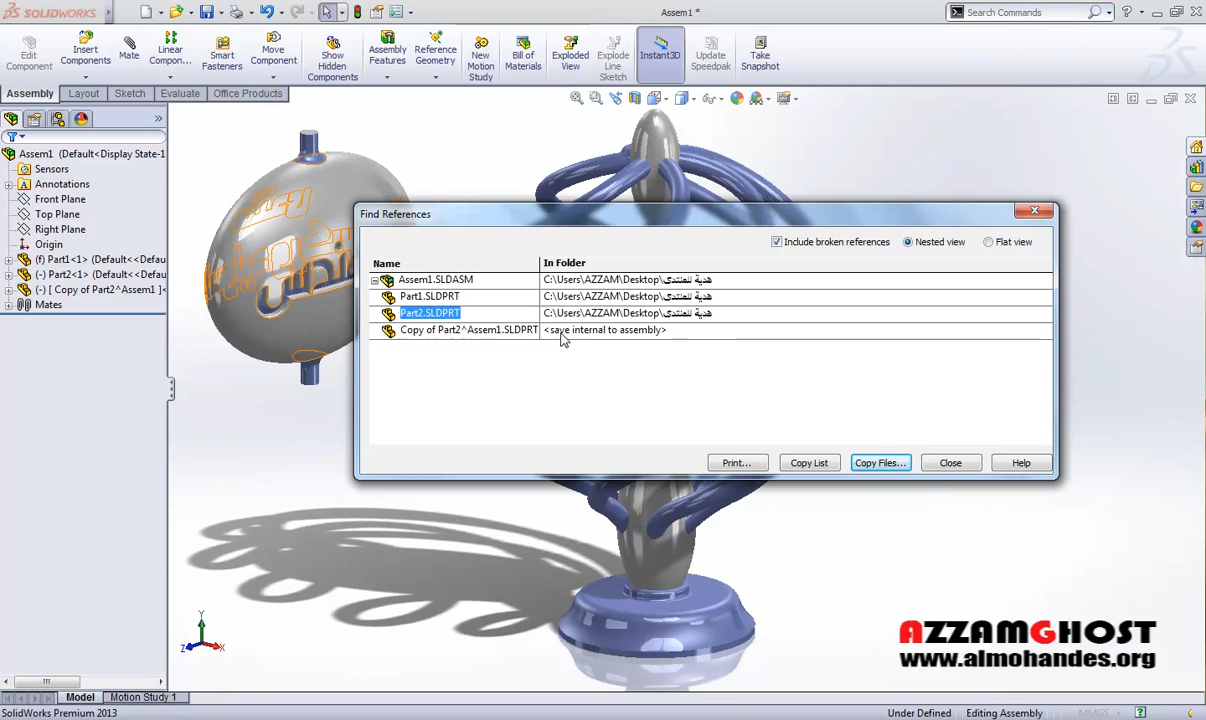 SOLIDWORKS
Assem1 *
Search Commands
Edit Component
Insert Components
Mate
Linear Compon...
Smart Fasteners
Move Component
Show Hidden Components
Assembly Features
Reference Geometry
New Motion Study
Bill of Materials
Exploded View
Explode Line Sketch
Instant3D
Update Speedpak
Take Snapshot
Assembly Layout Sketch Evaluate Office Products
Assem1 (Default<Display State-1
Sensors
Annotations
Front Plane
Top Plane
Right Plane
Origin
(f) Part1<1> (Default<<Defau
(-) Part2<1> (Default<<Defau
(-) [ Copy of Part2^Assem1 ]<
Mates
Find References
Include broken references Nested view Flat view
Name In Folder
Assem1.SLDASM C:\Users\AZZAM\Desktop\هدية للمنتدى
Part1.SLDPRT C:\Users\AZZAM\Desktop\هدية للمنتدى
Part2.SLDPRT C:\Users\AZZAM\Desktop\هدية للمنتدى
Copy of Part2^Assem1.SLDPRT <save internal to assembly>
Print... Copy List Copy Files... Close Help
المهندس
Y
Z X
AZZAMGHOST
www.almohandes.org
Model Motion Study 1
SolidWorks Premium 2013 Under Defined Editing Assembly MMGS